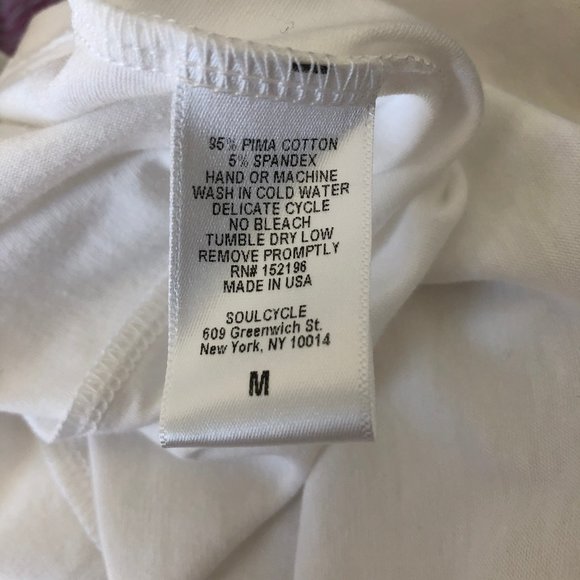 95% PIMA COTTON
5% SPANDEX
HAND OR MACHINE
WASH IN COLD WATER
DELICATE CYCLE
NO BLEACH
TUMBLE DRY LOW
REMOVE PROMPTLY
RN# 152196
MADE IN USA
SOULCYCLE
609 Greenwich St.
New York, NY 10014
M